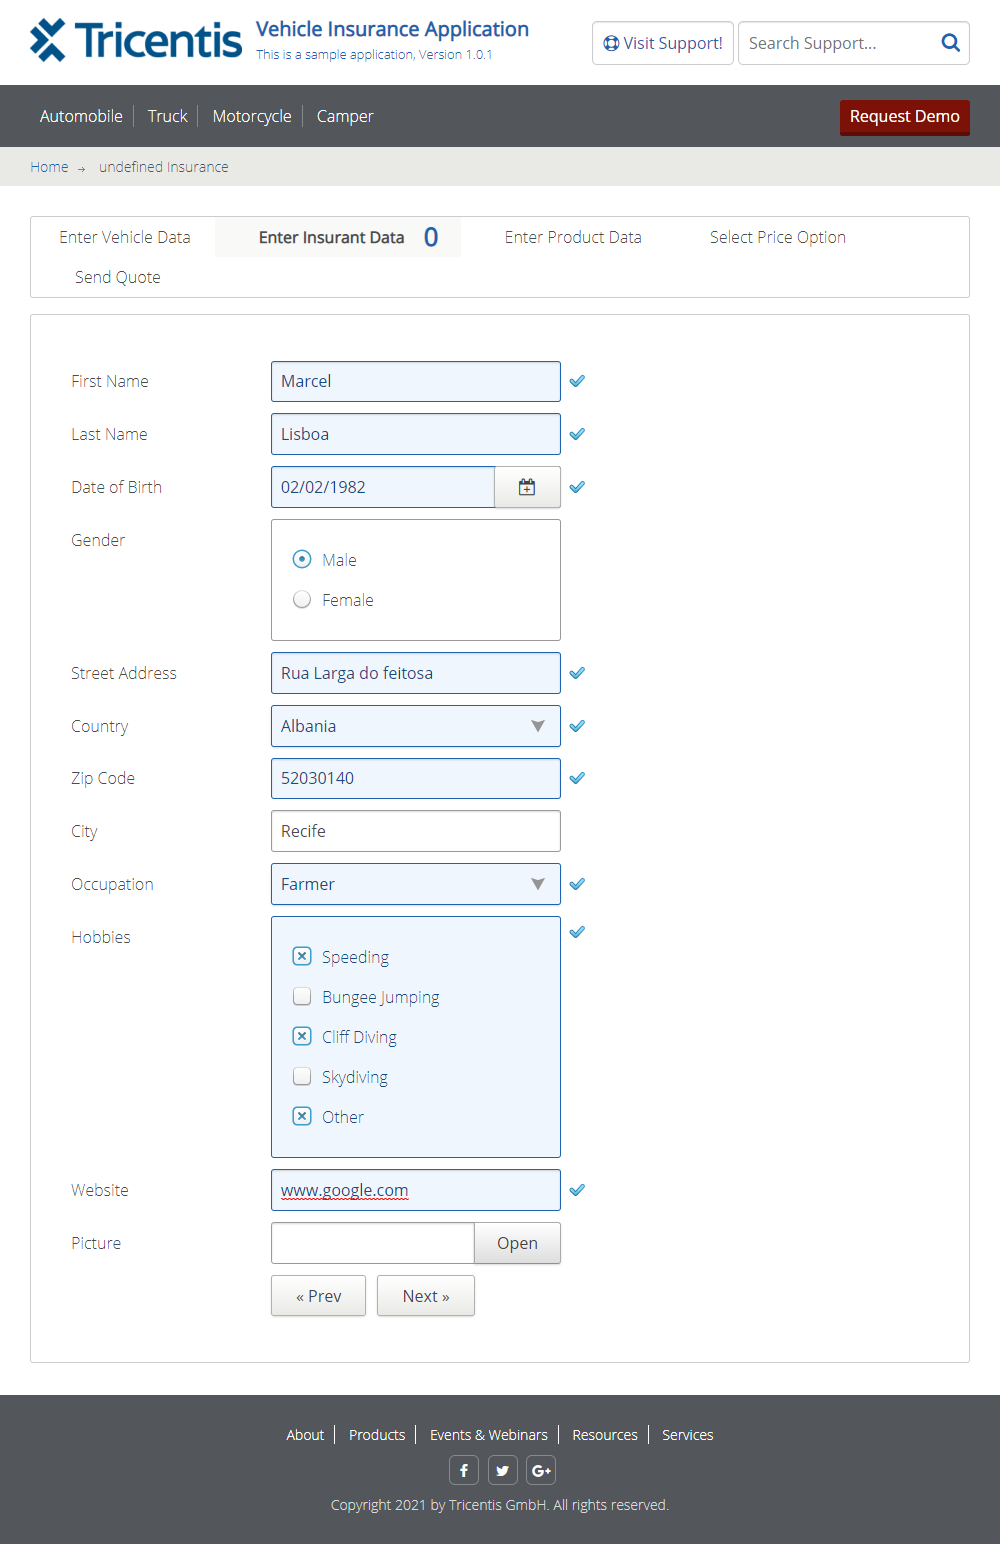 Tricentis
Vehicle Insurance Application
This is a sample application, Version 1.0.1
Visit Support!
Search Support...
Automobile
Truck
Motorcycle
Camper
Request Demo
Home
undefined Insurance
Enter Vehicle Data
Enter Insurant Data 0
Enter Product Data
Select Price Option
Send Quote
First Name
Marcel
Last Name
Lisboa
Date of Birth
02/02/1982
Gender
Male
Female
Street Address
Rua Larga do feitosa
Country
Albania
Zip Code
52030140
City
Recife
Occupation
Farmer
Hobbies
Speeding
Bungee Jumping
Cliff Diving
Skydiving
Other
Website
www.google.com
Picture
Open
« Prev
Next »
About
Products
Events & Webinars
Resources
Services
f
G+
Copyright 2021 by Tricentis GmbH. All rights reserved.